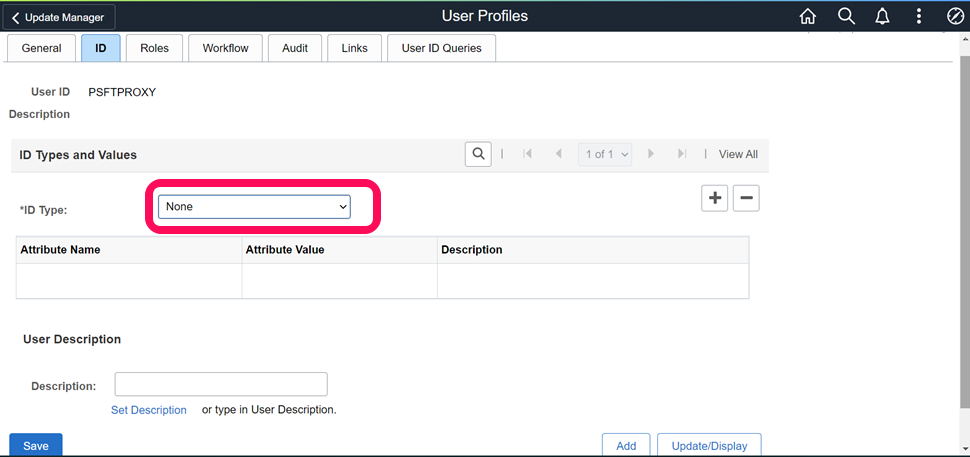 Update Manager
User Profiles
General
ID
Roles
Workflow
Audit
Links
User ID Queries
User ID
PSFTPROXY
Description
ID Types and Values
1 of 1
View All
*ID Type:
None
Attribute Name
Attribute Value
Description
User Description
Description:
Set Description
or type in User Description.
Save
Add
Update/Display